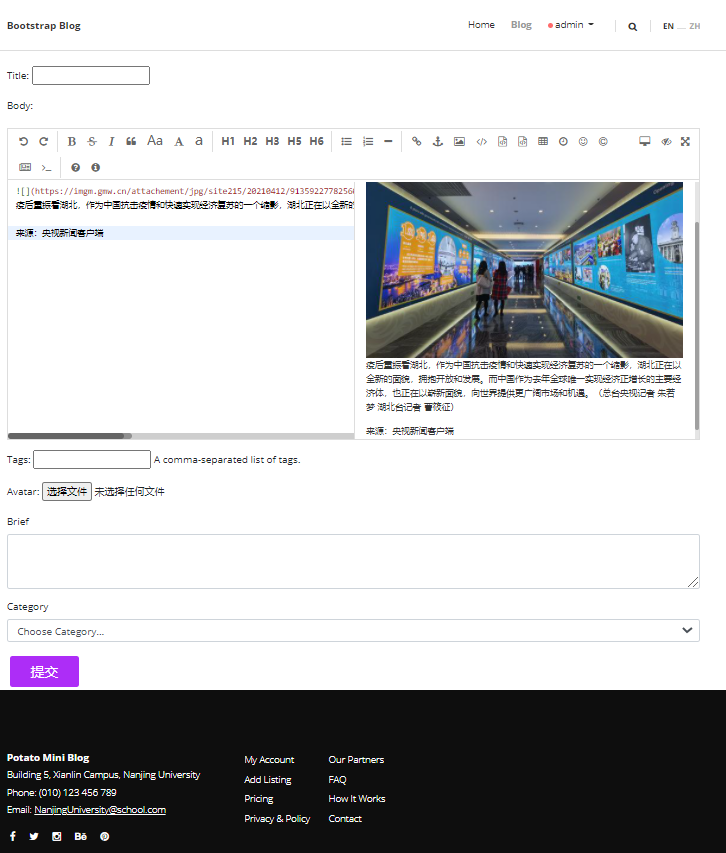 Bootstrap Blog
Home Blog admin EN ZH
Title:
Body:
Aa A a H1 H2 H3 H5 H6
![](https://imgm.gmw.cn/attachement/jpg/site215/20210412/9135922778256
疫后重振看湖北，作为中国抗击疫情和快速实现经济复苏的一个缩影，湖北正在以全新的
来源：央视新闻客户端
疫后重振看湖北，作为中国抗击疫情和快速实现经济复苏的一个缩影，湖北正在以
全新的面貌，拥抱开放和发展。而中国作为去年全球唯一实现经济正增长的主要经
济体，也正在以崭新面貌，向世界提供更广阔市场和机遇。（总台央视记者 朱若
梦 湖北台记者 曹筱征）
来源：央视新闻客户端
Tags: A comma-separated list of tags.
Avatar: 选择文件 未选择任何文件
Brief
Category
Choose Category...
提交
Potato Mini Blog
Building 5, Xianlin Campus, Nanjing University
Phone: (010) 123 456 789
Email: NanjingUniversity@school.com
My Account
Add Listing
Pricing
Privacy & Policy
Our Partners
FAQ
How It Works
Contact